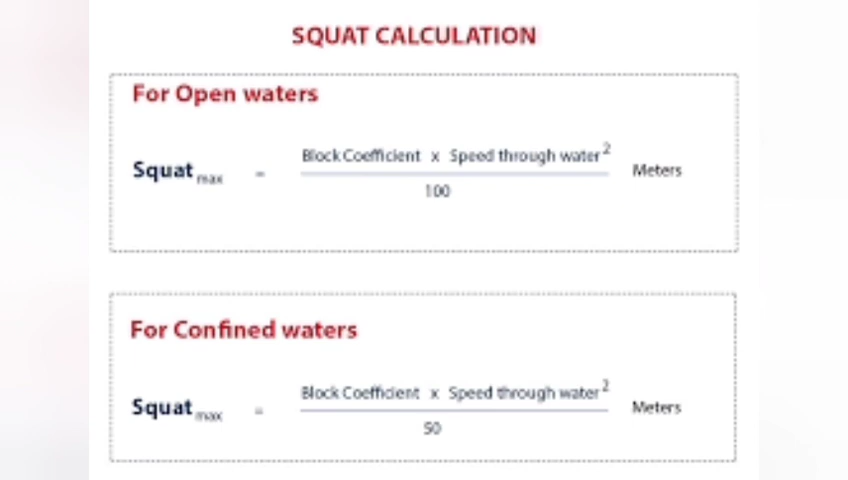 SQUAT CALCULATION
For Open waters
Block Coefficient x Speed through water 2
Squat max = Meters
100
For Confined waters
Block Coefficient x Speed through water 2
Squat max = Meters
50